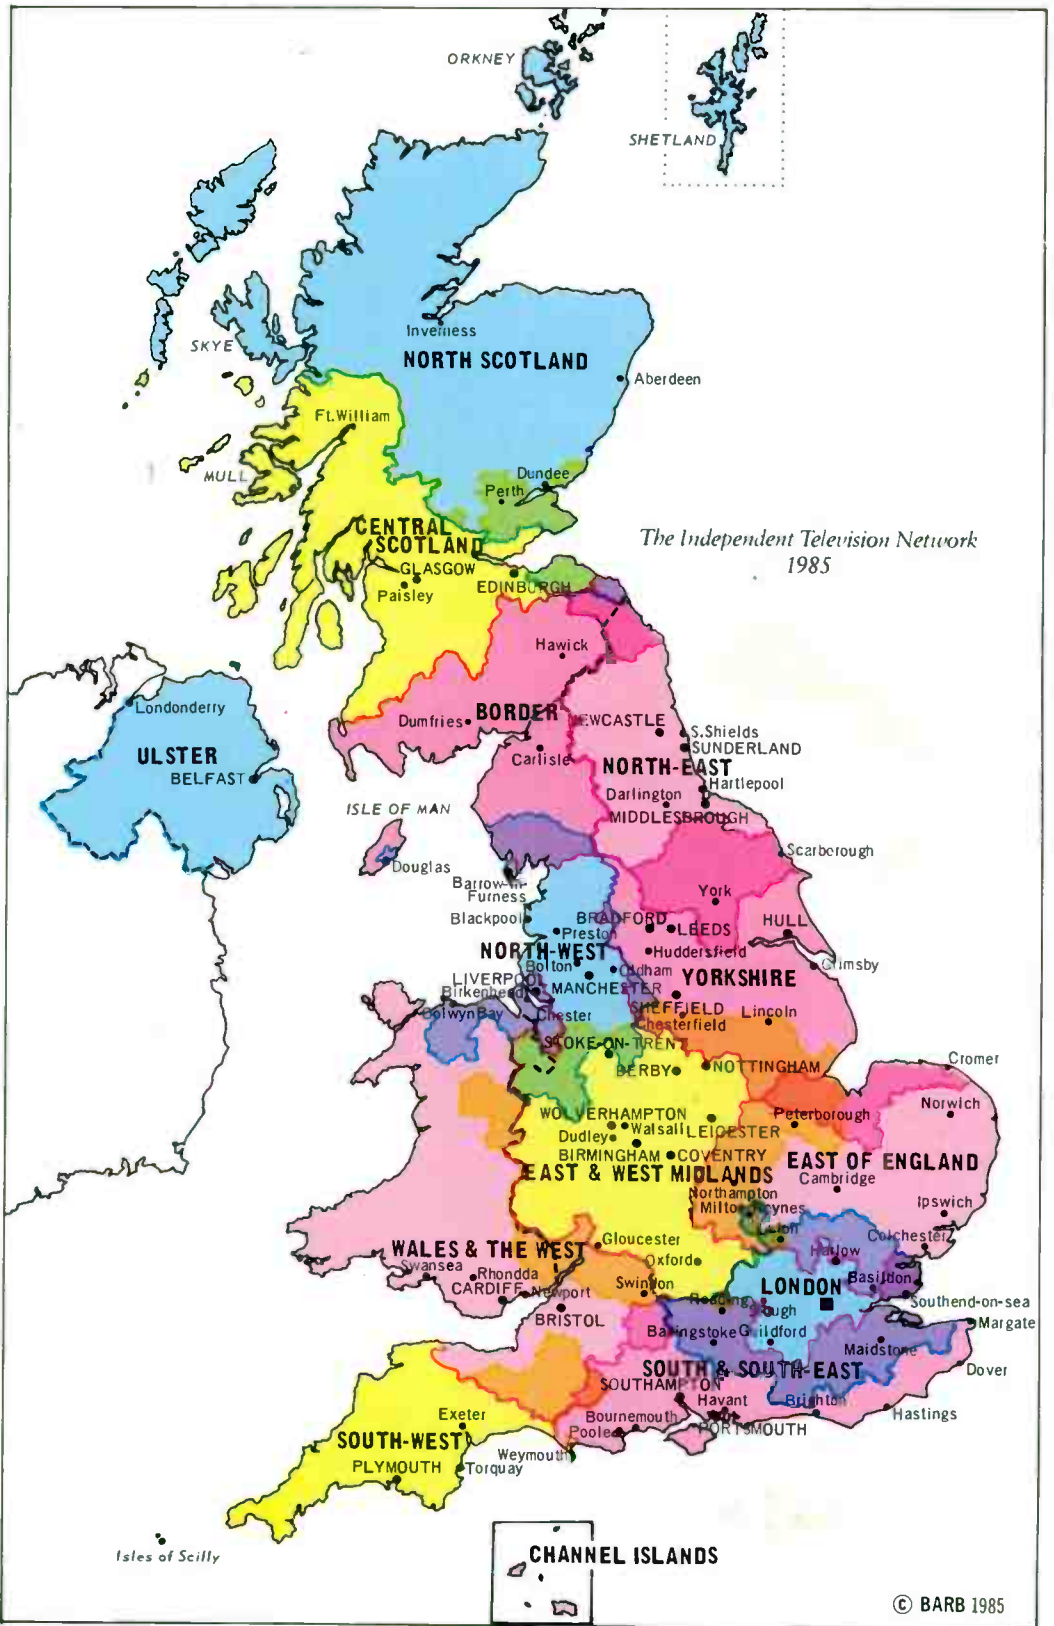 ORKNEY
SHETLAND
SKYE
Inverness
NORTH SCOTLAND
Aberdeen
Ft. William
MULL
Dundee
Perth
CENTRAL
SCOTLAND
The Independent Television Network
1985
GLASGOW
EDINBURGH
Paisley
Hawick
Londonderry
Dumfries
BORDER
NEWCASTLE
S.Shields
SUNDERLAND
ULSTER
BELFAST
Carlisle
NORTH-EAST
Hartlepool
Darlington
MIDDLESBROUGH
ISLE OF MAN
Douglas
Scarborough
Barrow-in-
Furness
York
Blackpool
BRADFORD
LEEDS
HULL
Preston
NORTH-WEST
Huddersfield
Bolton
Oldham
Grimsby
LIVERPOOL
YORKSHIRE
Birkenhead
MANCHESTER
Colwyn Bay
Chester
SHEFFIELD
Lincoln
Chesterfield
STOKE-ON-TRENT
DERBY
NOTTINGHAM
Cromer
WOLVERHAMPTON
Peterborough
Norwich
Dudley
Walsall
LEICESTER
BIRMINGHAM
COVENTRY
EAST & WEST MIDLANDS
EAST OF ENGLAND
Cambridge
Northampton
Milton Keynes
Ipswich
Luton
Colchester
WALES & THE WEST
Gloucester
Harlow
Swansea
Oxford
Rhondda
Swindon
LONDON
Basildon
CARDIFF
Newport
Reading
Slough
Southend-on-sea
BRISTOL
Margate
Basingstoke
Guildford
Maidstone
SOUTH & SOUTH-EAST
Dover
SOUTHAMPTON
Havant
Brighton
Hastings
Exeter
Bournemouth
Poole
PORTSMOUTH
SOUTH-WEST
Weymouth
PLYMOUTH
Torquay
Isles of Scilly
CHANNEL ISLANDS
© BARB 1985